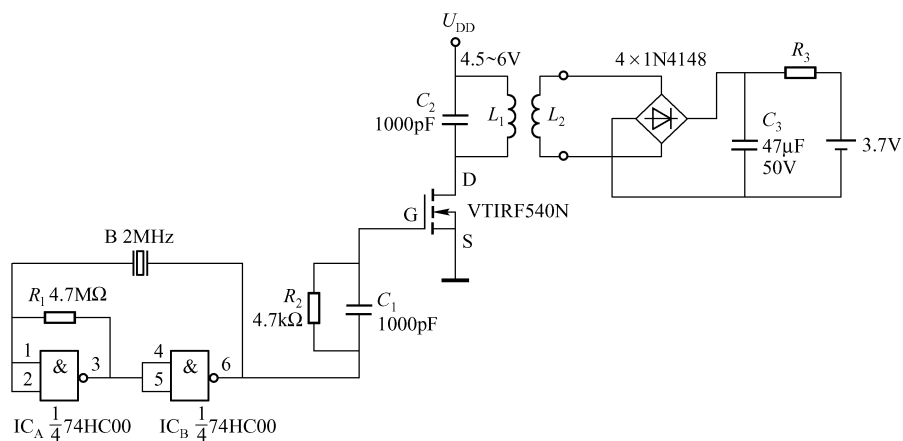 U_DD
4.5~6V
4×1N4148
R_3
C_2
1000pF
L_1
L_2
C_3
47μF
50V
3.7V
D
G
VTIRF540N
S
B 2MHz
R_1 4.7MΩ
R_2
4.7kΩ
C_1
1000pF
1
2
&
3
4
5
&
6
IC_A 1/4 74HC00
IC_B 1/4 74HC00